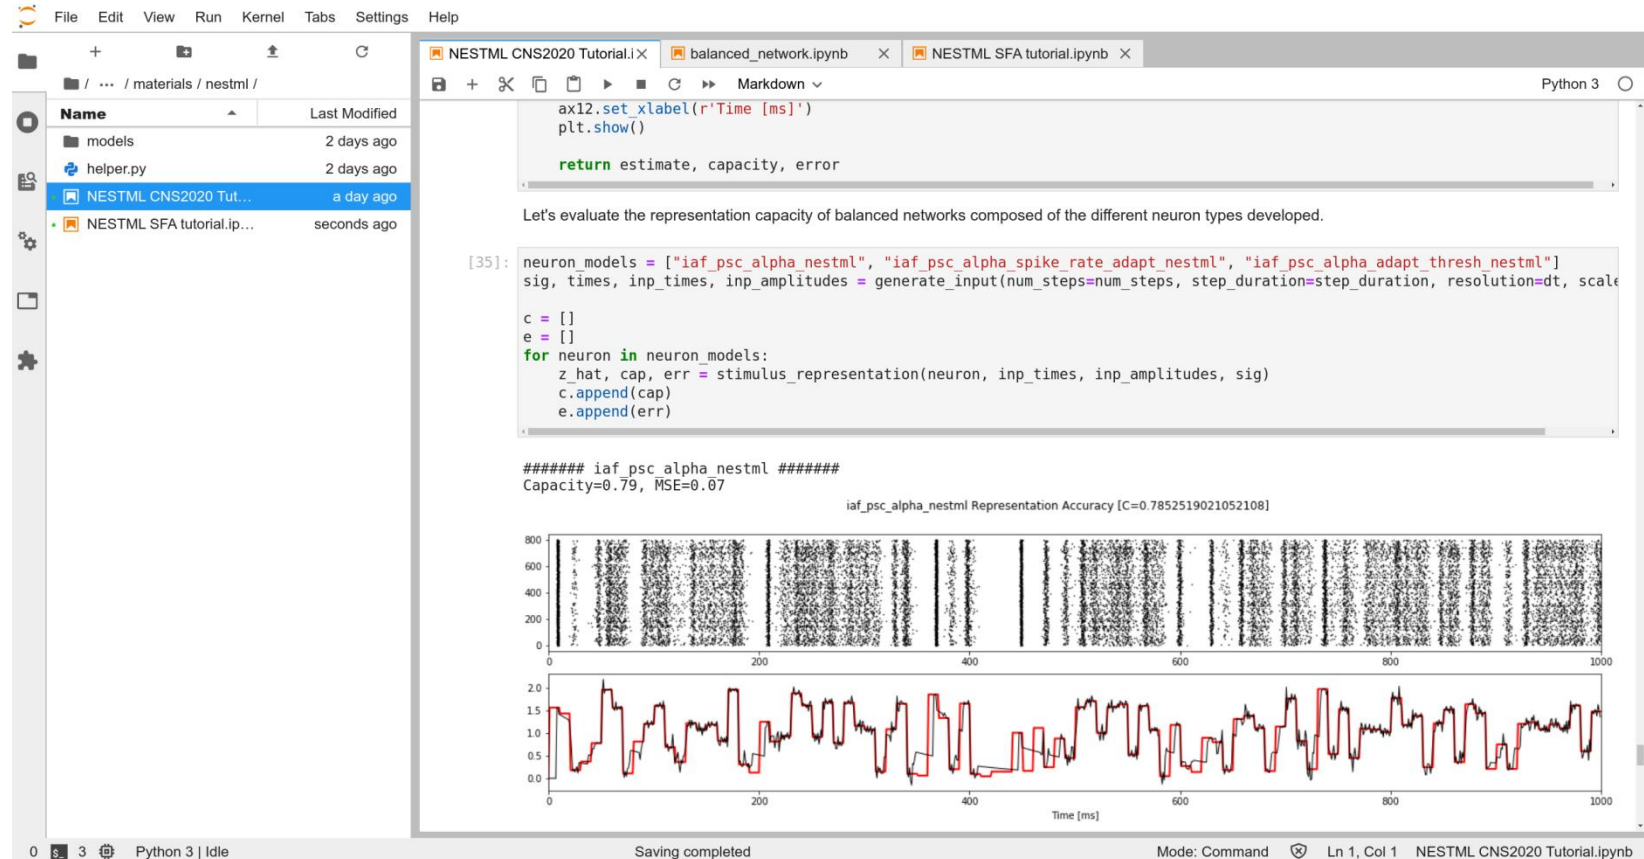 File Edit View Run Kernel Tabs Settings Help
/ ··· / materials / nestml /
Name Last Modified
models 2 days ago
helper.py 2 days ago
NESTML CNS2020 Tut… a day ago
NESTML SFA tutorial.ip… seconds ago
NESTML CNS2020 Tutorial.i balanced_network.ipynb NESTML SFA tutorial.ipynb
Markdown Python 3
ax12.set_xlabel(r'Time [ms]')
plt.show()
return estimate, capacity, error
Let's evaluate the representation capacity of balanced networks composed of the different neuron types developed.
[35]: neuron_models = ["iaf_psc_alpha_nestml", "iaf_psc_alpha_spike_rate_adapt_nestml", "iaf_psc_alpha_adapt_thresh_nestml"]
sig, times, inp_times, inp_amplitudes = generate_input(num_steps=num_steps, step_duration=step_duration, resolution=dt, scale
c = []
e = []
for neuron in neuron_models:
z_hat, cap, err = stimulus_representation(neuron, inp_times, inp_amplitudes, sig)
c.append(cap)
e.append(err)
####### iaf_psc_alpha_nestml #######
Capacity=0.79, MSE=0.07
iaf_psc_alpha_nestml Representation Accuracy [C=0.7852519021052108]
800
600
400
200
0
0 200 400 600 800 1000
2.0
1.5
1.0
0.5
0.0
0 200 400 600 800 1000
Time [ms]
0 $_ 3 Python 3 | Idle Saving completed Mode: Command Ln 1, Col 1 NESTML CNS2020 Tutorial.ipynb